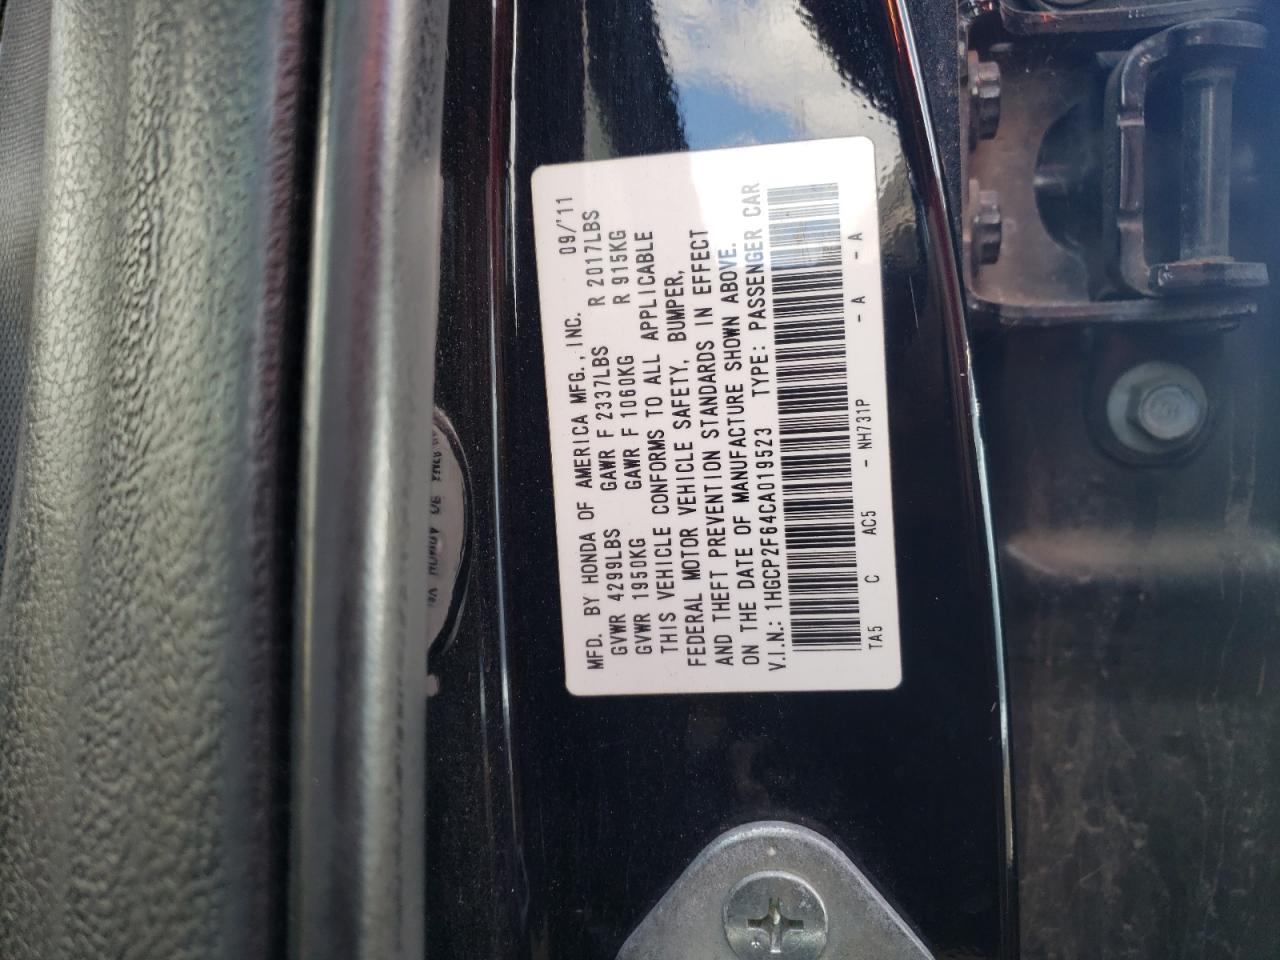 MFD. BY HONDA OF AMERICA MFG., INC. 09/'11
GVWR 4299LBS GAWR F 2337LBS R 2017LBS
GVWR 1950KG GAWR F 1060KG R 915KG
THIS VEHICLE CONFORMS TO ALL APPLICABLE
FEDERAL MOTOR VEHICLE SAFETY, BUMPER,
AND THEFT PREVENTION STANDARDS IN EFFECT
ON THE DATE OF MANUFACTURE SHOWN ABOVE.
V.I.N.: 1HGCP2F64CA019523 TYPE: PASSENGER CAR
TA5 C AC5 - NH731P - A - A